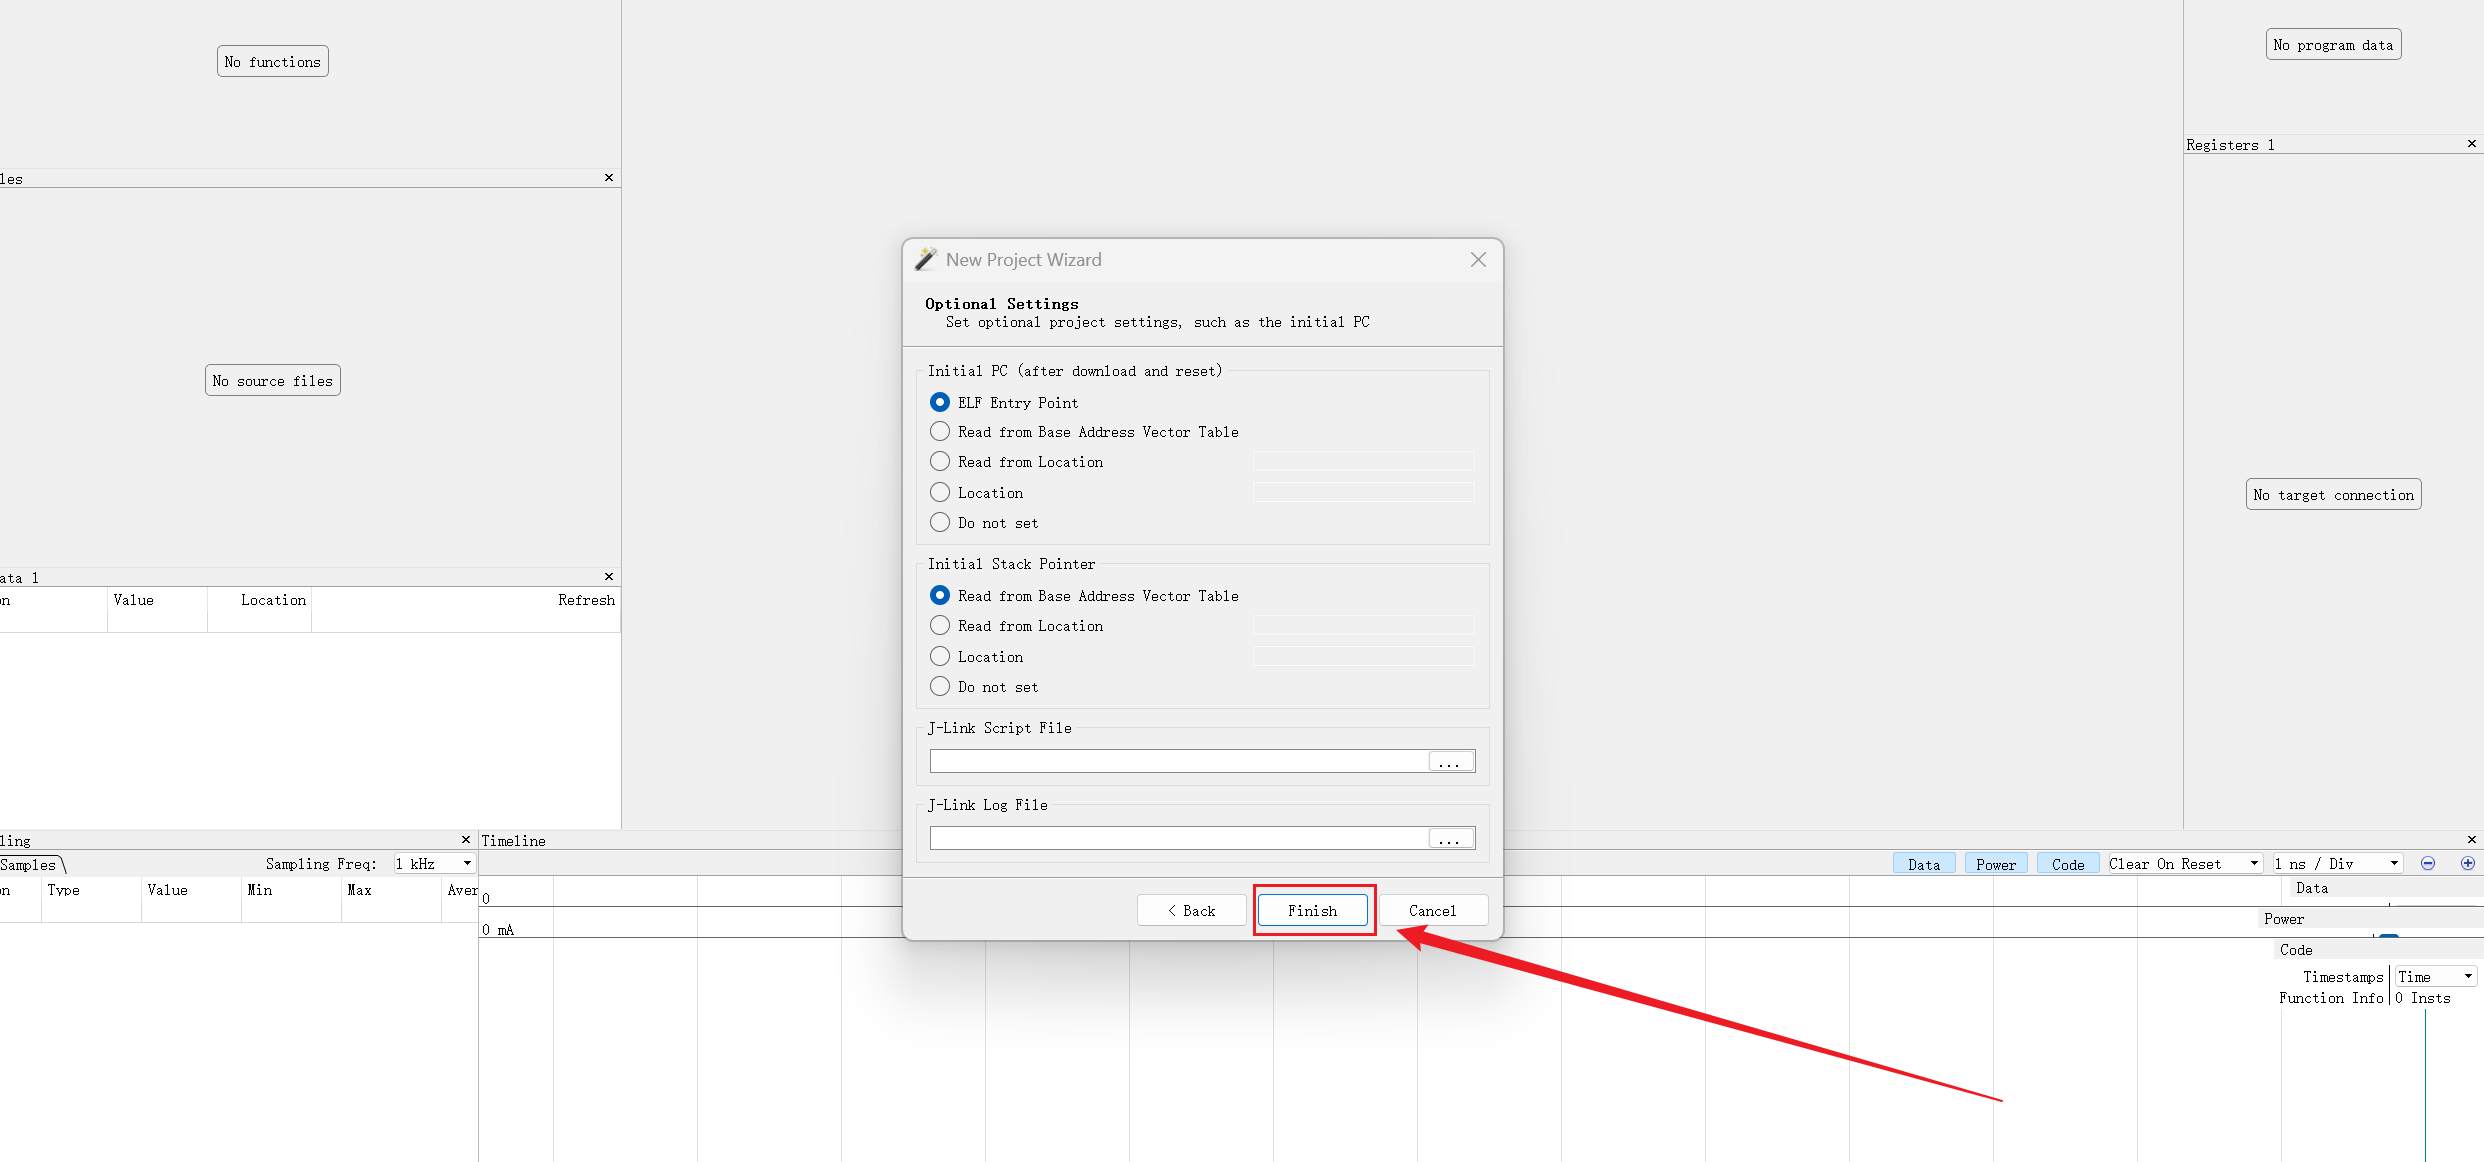 No functions
No program data
Registers 1
les
New Project Wizard
Optional Settings
Set optional project settings, such as the initial PC
Initial PC (after download and reset)
ELF Entry Point
Read from Base Address Vector Table
Read from Location
Location
Do not set
No source files
No target connection
Initial Stack Pointer
Read from Base Address Vector Table
Read from Location
Location
Do not set
ata 1
on Value Location Refresh
J-Link Script File
...
J-Link Log File
...
ling
Samples Sampling Freq: 1 kHz
on Type Value Min Max Aver
Timeline
Data Power Code Clear On Reset 1 ns / Div
0
0 mA
< Back Finish Cancel
Data
Power
Code
Timestamps Time
Function Info 0 Insts